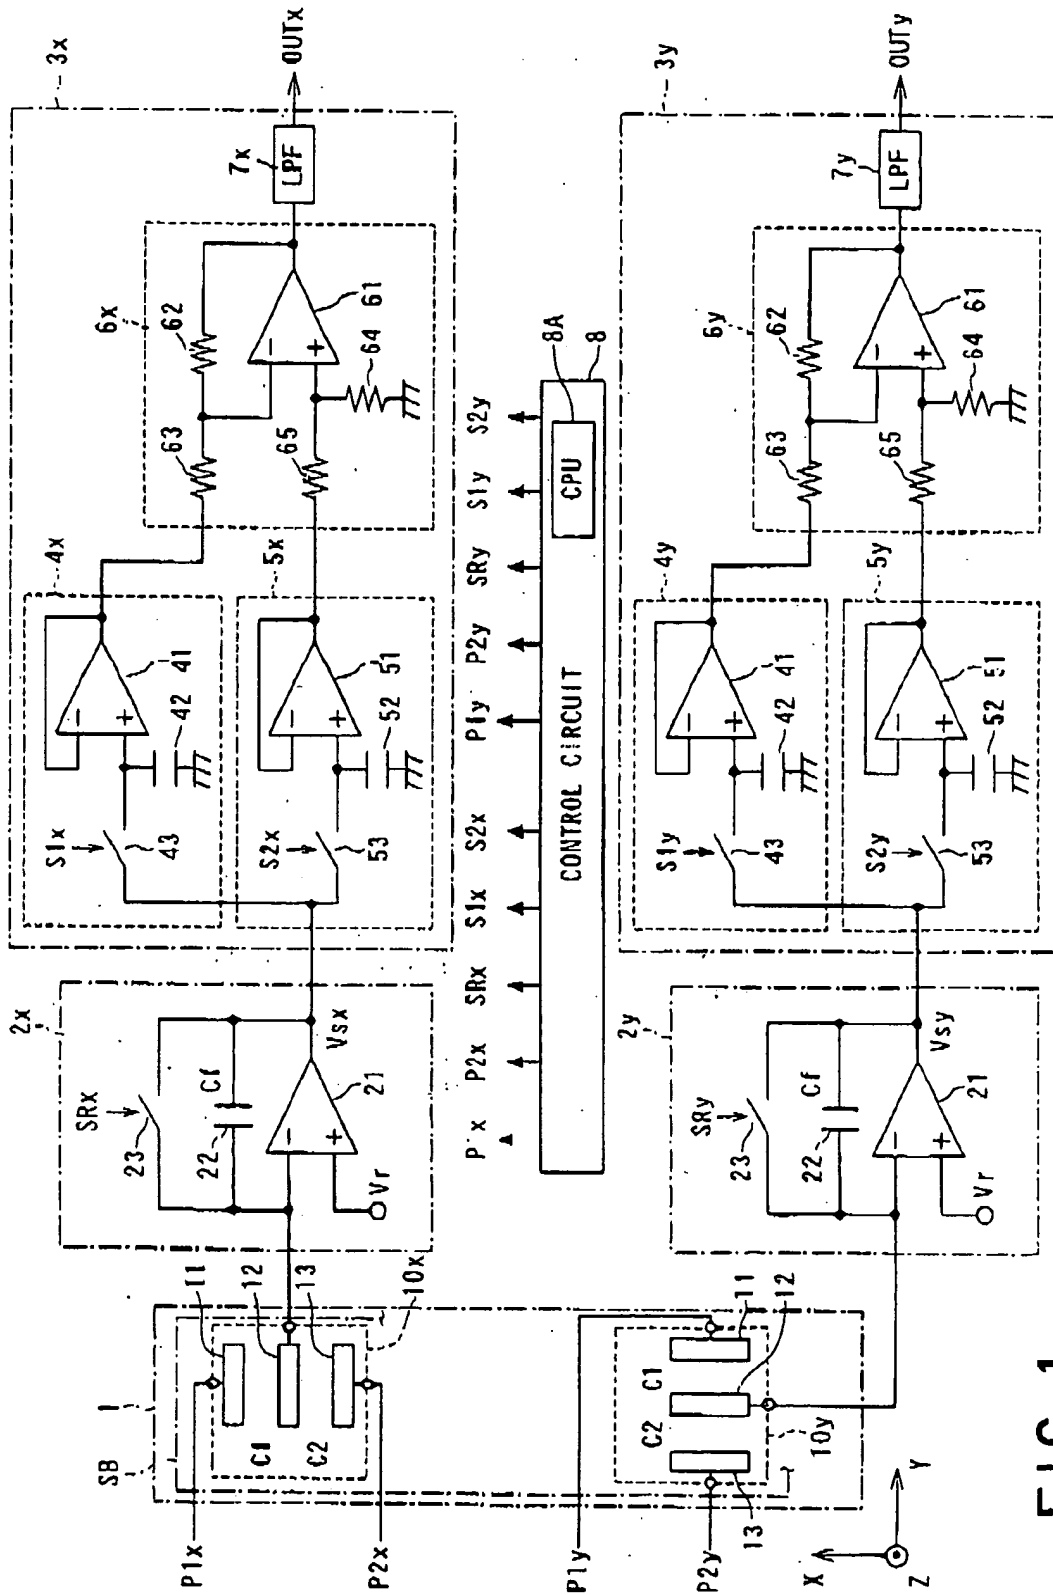 P1x
P2x
SB
1
11
12
13
C1
C2
10x
2x
SRx
23
22
Cf
21
Vsx
Vr
3x
4x
S1x
43
42
41
5x
S2x
53
52
51
6x
63
62
61
65
64
7x
LPF
OUTx
P
x
P2x
SRx
S1x
S2x
P1y
P2y
SRy
S1y
S2y
CONTROL CIRCUIT
CPU
8A
8
P1y
P2y
C1
C2
11
12
13
10y
X
Y
Z
2y
SRy
23
22
Cf
21
Vsy
Vr
3y
4y
S1y
43
42
41
5y
S2y
53
52
51
6y
63
62
61
65
64
7y
LPF
OUTy